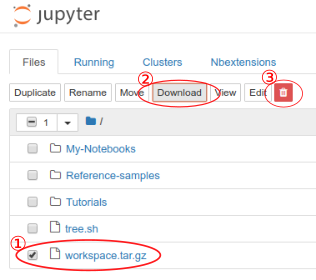 jupyter
Files Running Clusters Nbextensions
② ③
Duplicate Rename Move Download View Edit
1 /
My-Notebooks
Reference-samples
Tutorials
tree.sh
①
workspace.tar.gz